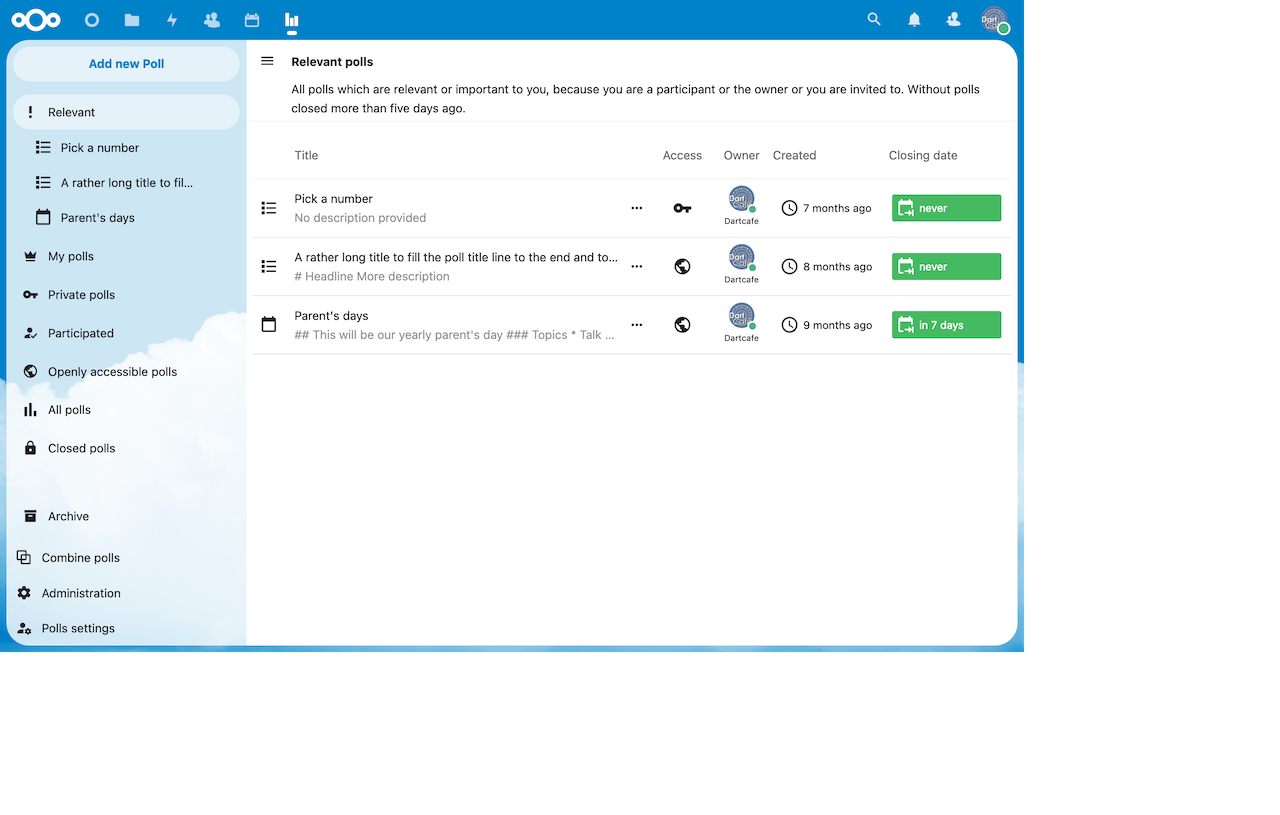 Add new Poll
Relevant
Pick a number
A rather long title to fil...
Parent's days
My polls
Private polls
Participated
Openly accessible polls
All polls
Closed polls
Archive
Combine polls
Administration
Polls settings
Relevant polls
All polls which are relevant or important to you, because you are a participant or the owner or you are invited to. Without polls
closed more than five days ago.
Title Access Owner Created Closing date
Pick a number
No description provided
Dartcafe
7 months ago
never
A rather long title to fill the poll title line to the end and to...
# Headline More description
Dartcafe
8 months ago
never
Parent's days
## This will be our yearly parent's day ### Topics * Talk ...
Dartcafe
9 months ago
in 7 days